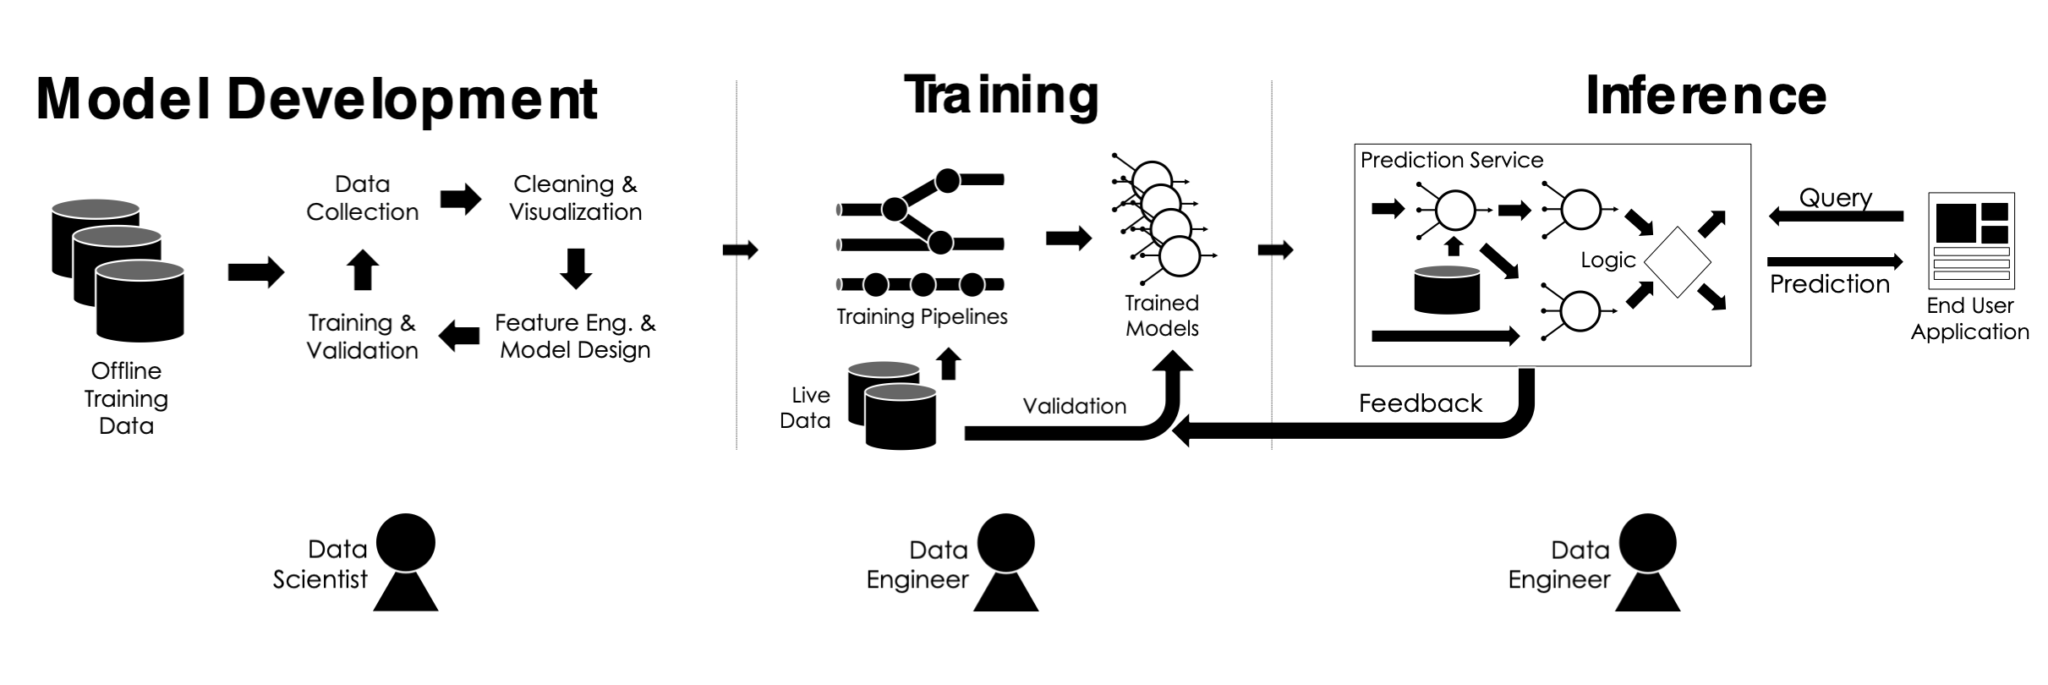 Model Development
Data
Collection
Cleaning &
Visualization
Training &
Validation
Feature Eng. &
Model Design
Offline
Training
Data
Data
Scientist
Training
Training Pipelines
Trained
Models
Live
Data
Validation
Data
Engineer
Inference
Prediction Service
Logic
Query
Prediction
End User
Application
Feedback
Data
Engineer